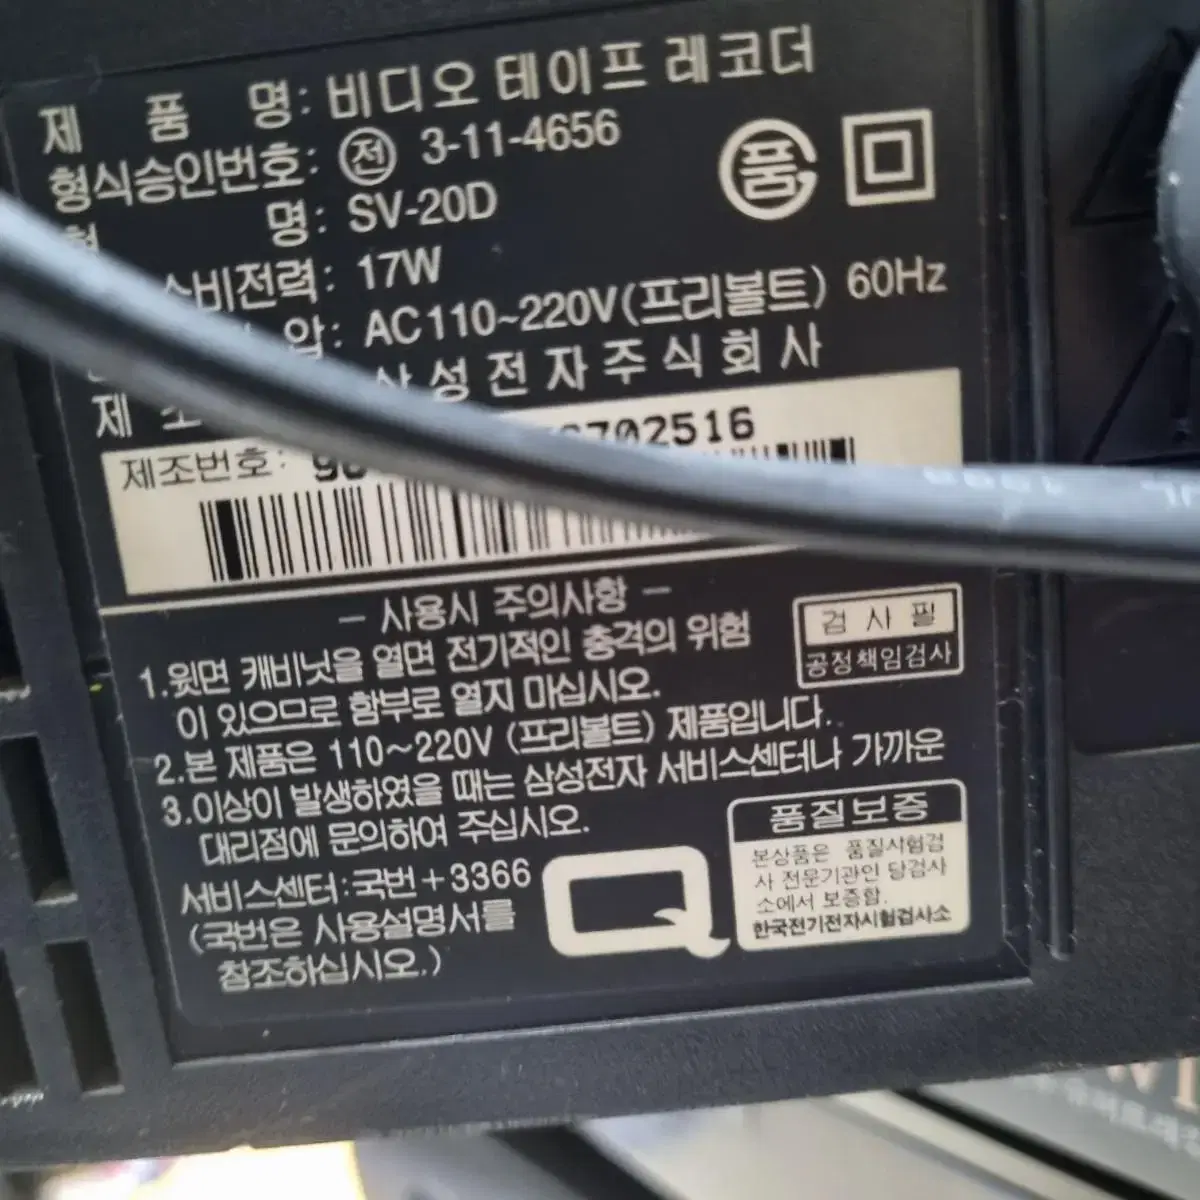 제 품 명: 비디오 테이프 레코더
형식승인번호: 전 3-11-4656
품
명: SV-20D
소비전력: 17W
압: AC110~220V(프리볼트) 60Hz
제 조 삼성전자주식회사
제조번호: 702516
- 사용시 주의사항 -
검사필
공정책임검사
1.윗면 캐비닛을 열면 전기적인 충격의 위험
이 있으므로 함부로 열지 마십시오.
2.본 제품은 110~220V (프리볼트) 제품입니다.
3.이상이 발생하였을 때는 삼성전자 서비스센터나 가까운
대리점에 문의하여 주십시오.
서비스센터:국번+3366
(국번은 사용설명서를
참조하십시오.)
Q
품질보증
본상품은 품질시험검
사 전문기관인 당검사
소에서 보증함.
한국전기전자시험검사소